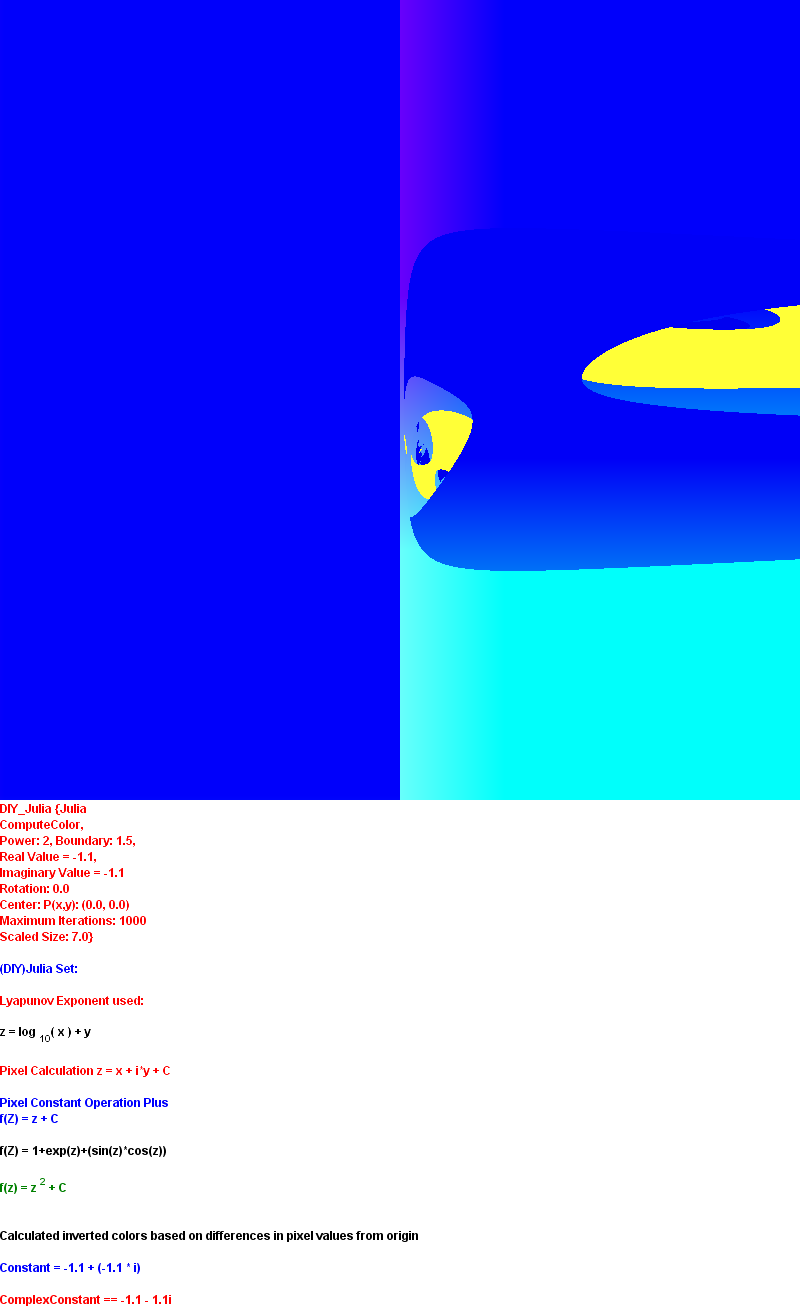 DIY_Julia {Julia
ComputeColor,
Power: 2, Boundary: 1.5,
Real Value = -1.1,
Imaginary Value = -1.1
Rotation: 0.0
Center: P(x,y): (0.0, 0.0)
Maximum Iterations: 1000
Scaled Size: 7.0}
(DIY)Julia Set:
Lyapunov Exponent used:
z = log 10( x ) + y
Pixel Calculation z = x + i*y + C
Pixel Constant Operation Plus
f(Z) = z + C
f(Z) = 1+exp(z)+(sin(z)*cos(z))
f(z) = z 2 + C
Calculated inverted colors based on differences in pixel values from origin
Constant = -1.1 + (-1.1 * i)
ComplexConstant == -1.1 - 1.1i